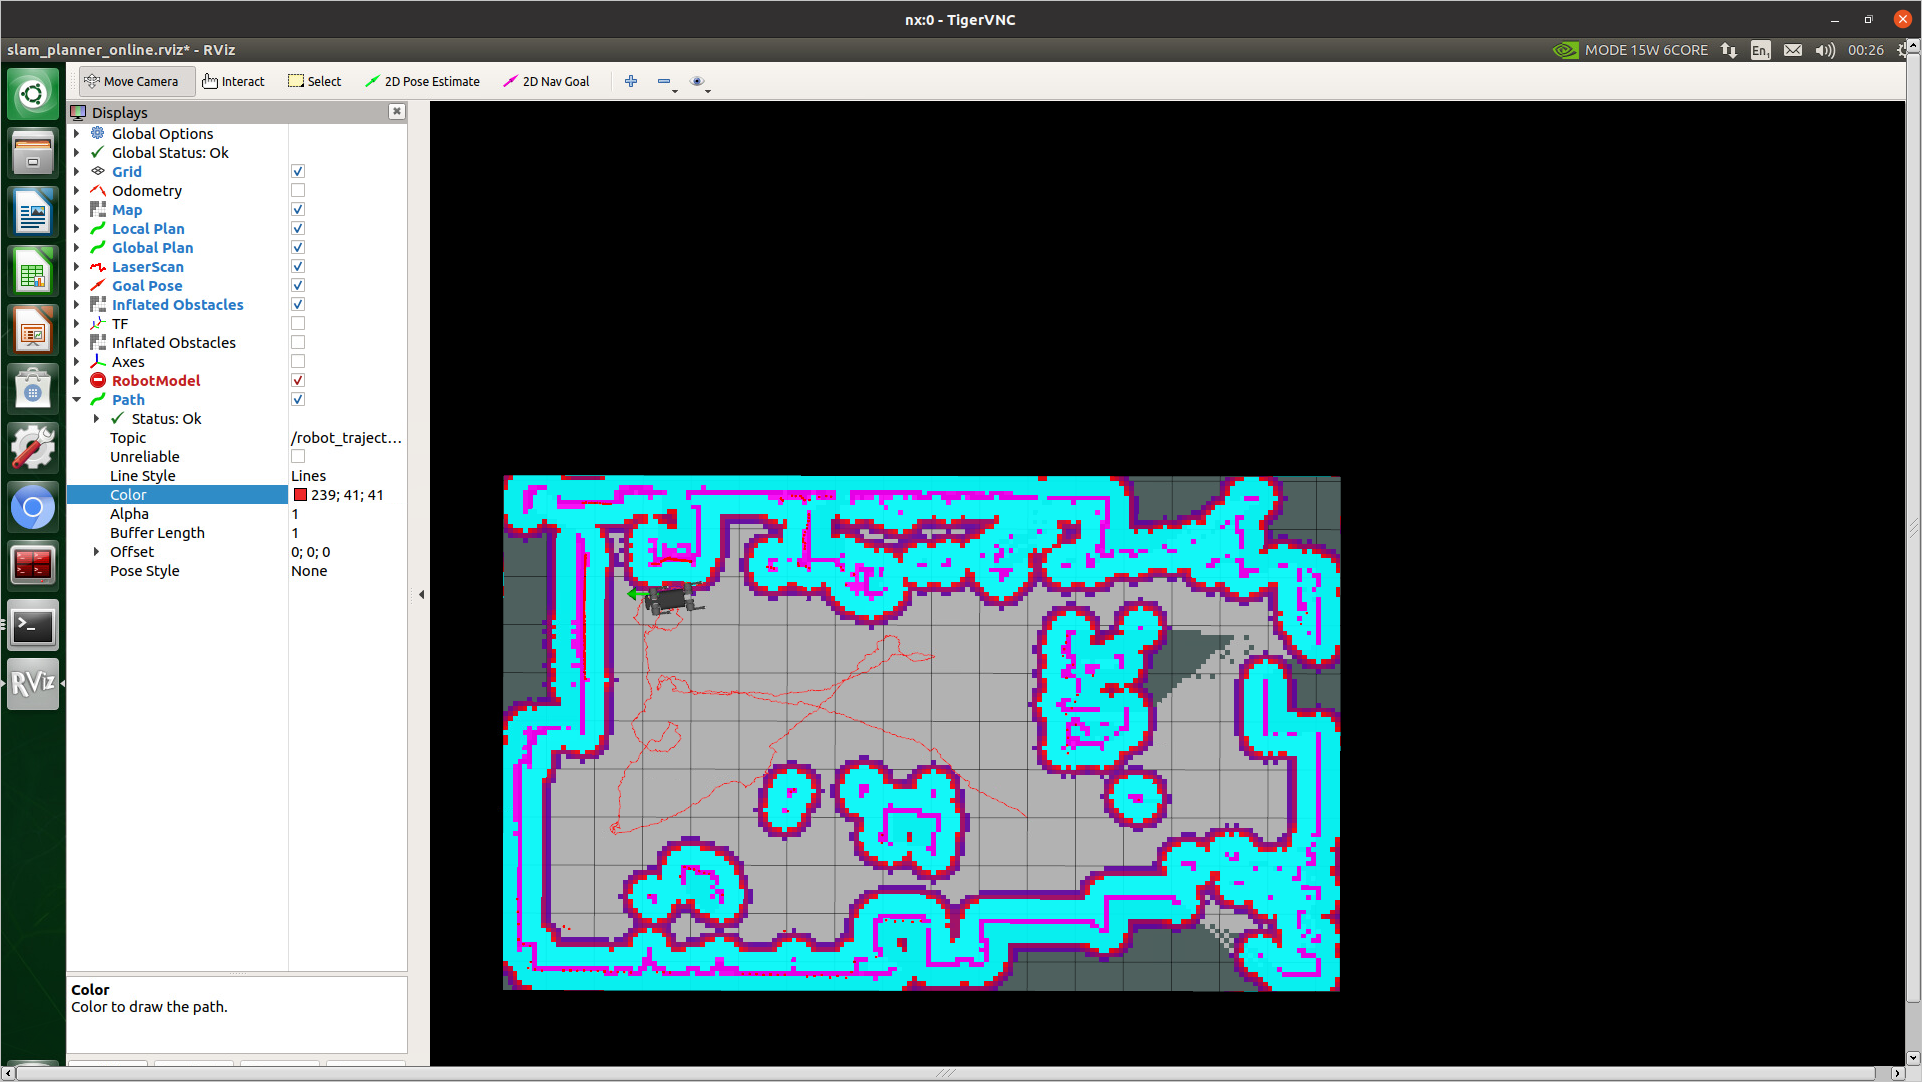 nx:0 - TigerVNC
slam_planner_online.rviz* - RViz
MODE 15W 6CORE
En1
00:26
Move Camera
Interact
Select
2D Pose Estimate
2D Nav Goal
Displays
Global Options
Global Status: Ok
Grid
Odometry
Map
Local Plan
Global Plan
LaserScan
Goal Pose
Inflated Obstacles
TF
Inflated Obstacles
Axes
RobotModel
Path
Status: Ok
Topic /robot_traject...
Unreliable
Line Style Lines
Color 239; 41; 41
Alpha 1
Buffer Length 1
Offset 0; 0; 0
Pose Style None
RViz
Color
Color to draw the path.